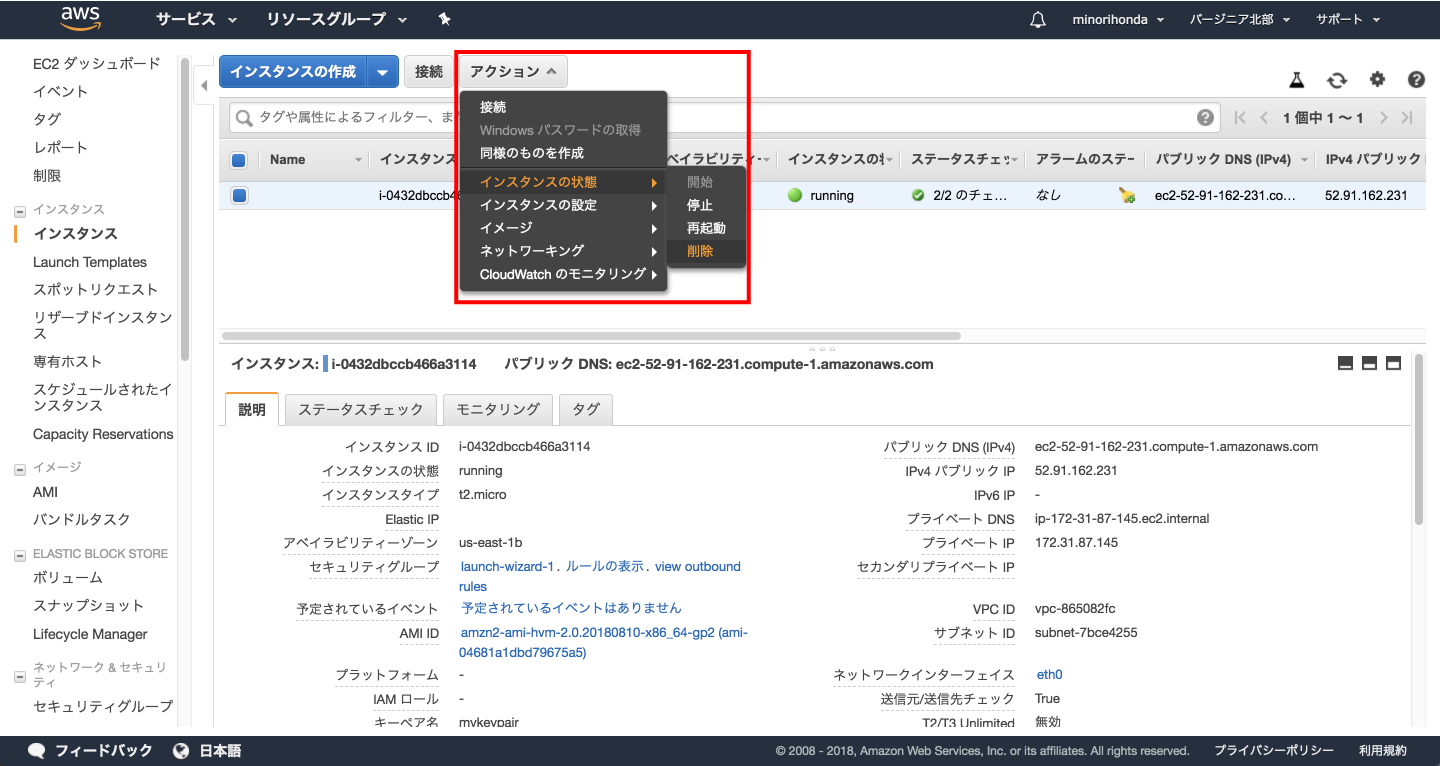 aws サービス リソースグループ minorihonda バージニア北部 サポート
EC2 ダッシュボード
イベント
タグ
レポート
制限
インスタンス
インスタンス
Launch Templates
スポットリクエスト
リザーブドインスタン
ス
専有ホスト
スケジュールされたイ
ンスタンス
Capacity Reservations
イメージ
AMI
バンドルタスク
ELASTIC BLOCK STORE
ボリューム
スナップショット
Lifecycle Manager
ネットワーク & セキュリ
ティ
セキュリティグループ
インスタンスの作成 接続 アクション
タグや属性によるフィルター、ま 1 個中 1 ~ 1
接続
Windows パスワードの取得
同様のものを作成
インスタンスの状態
インスタンスの設定
イメージ
ネットワーキング
CloudWatch のモニタリング
開始
停止
再起動
削除
Name インスタンス ベイラビリティ・ インスタンスの ステータスチェッ アラームのステー パブリック DNS (IPv4) IPv4 パブリック
i-0432dbccb4 running 2/2 のチェ… なし ec2-52-91-162-231.co… 52.91.162.231
インスタンス: i-0432dbccb466a3114 パブリック DNS: ec2-52-91-162-231.compute-1.amazonaws.com
説明 ステータスチェック モニタリング タグ
インスタンス ID i-0432dbccb466a3114
インスタンスの状態 running
インスタンスタイプ t2.micro
Elastic IP
アベイラビリティーゾーン us-east-1b
セキュリティグループ launch-wizard-1. ルールの表示. view outbound
rules
予定されているイベント 予定されているイベントはありません
AMI ID amzn2-ami-hvm-2.0.20180810-x86_64-gp2 (ami-
04681a1dbd79675a5)
プラットフォーム -
IAM ロール -
キーペア名 mykeypair
パブリック DNS (IPv4) ec2-52-91-162-231.compute-1.amazonaws.com
IPv4 パブリック IP 52.91.162.231
IPv6 IP -
プライベート DNS ip-172-31-87-145.ec2.internal
プライベート IP 172.31.87.145
セカンダリプライベート IP
VPC ID vpc-865082fc
サブネット ID subnet-7bce4255
ネットワークインターフェイス eth0
送信元/送信先チェック True
T2/T3 Unlimited 無効
フィードバック 日本語 © 2008 - 2018, Amazon Web Services, Inc. or its affiliates. All rights reserved. プライバシーポリシー 利用規約